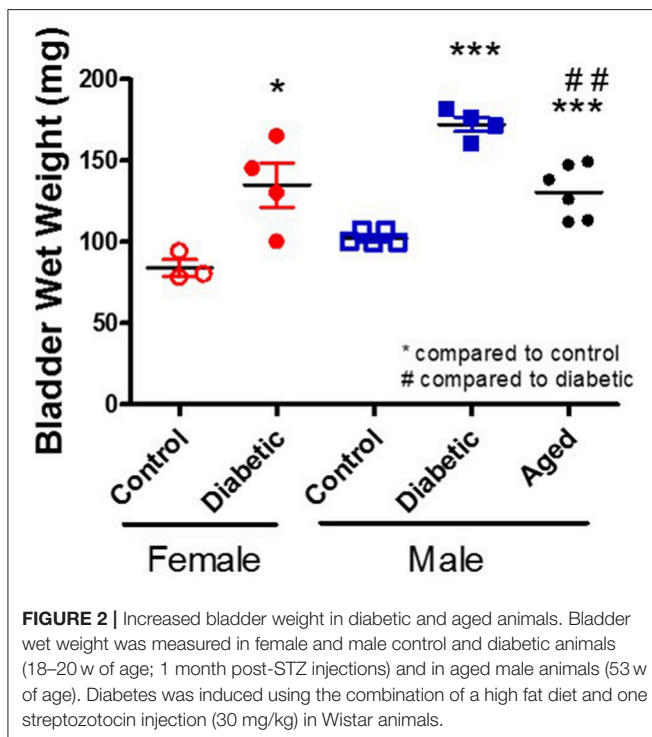 ***
# #
***
*
200
150
100
50
0
Bladder Wet Weight (mg)
* compared to control
# compared to diabetic
Control
Diabetic
Control
Diabetic
Aged
Female
Male
FIGURE 2 | Increased bladder weight in diabetic and aged animals. Bladder
wet weight was measured in female and male control and diabetic animals
(18–20 w of age; 1 month post-STZ injections) and in aged male animals (53 w
of age). Diabetes was induced using the combination of a high fat diet and one
streptozotocin injection (30 mg/kg) in Wistar animals.